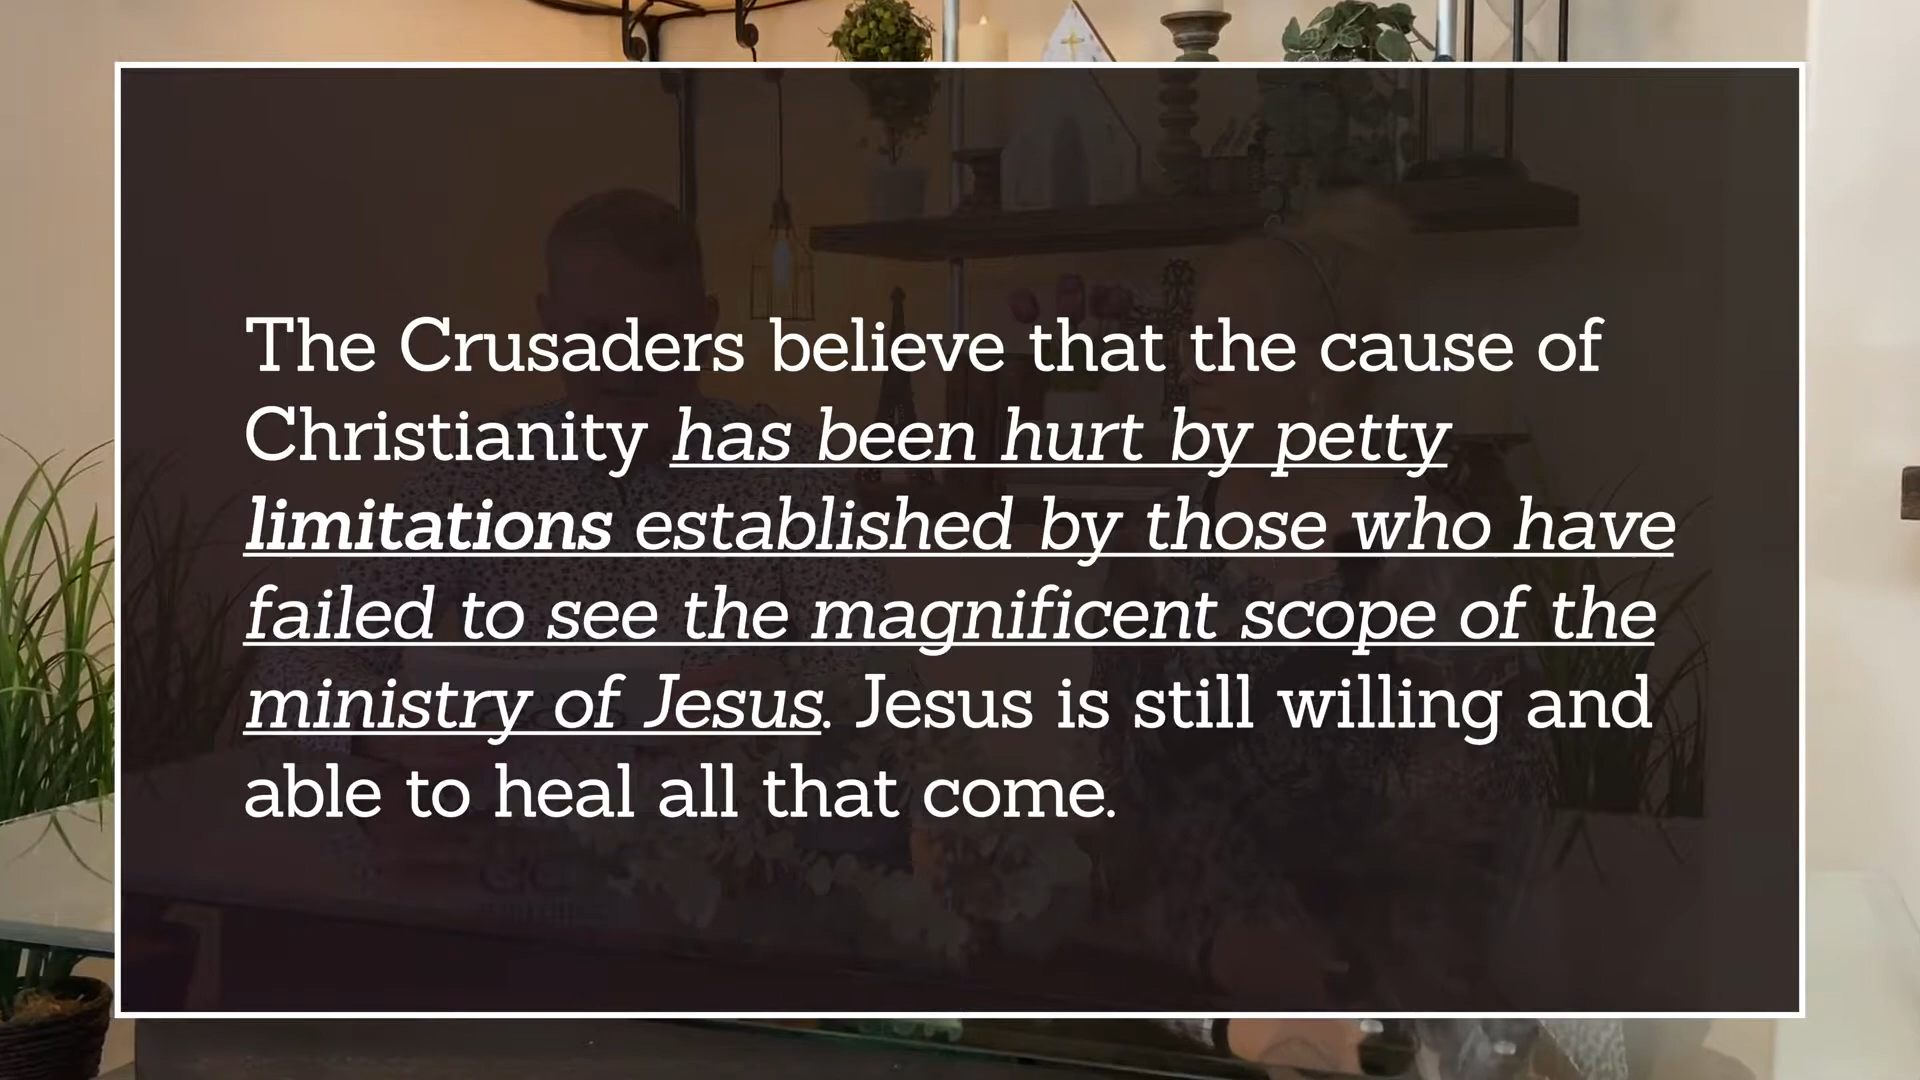 The Crusaders believe that the cause of
Christianity has been hurt by petty
limitations established by those who have
failed to see the magnificent scope of the
ministry of Jesus. Jesus is still willing and
able to heal all that come.